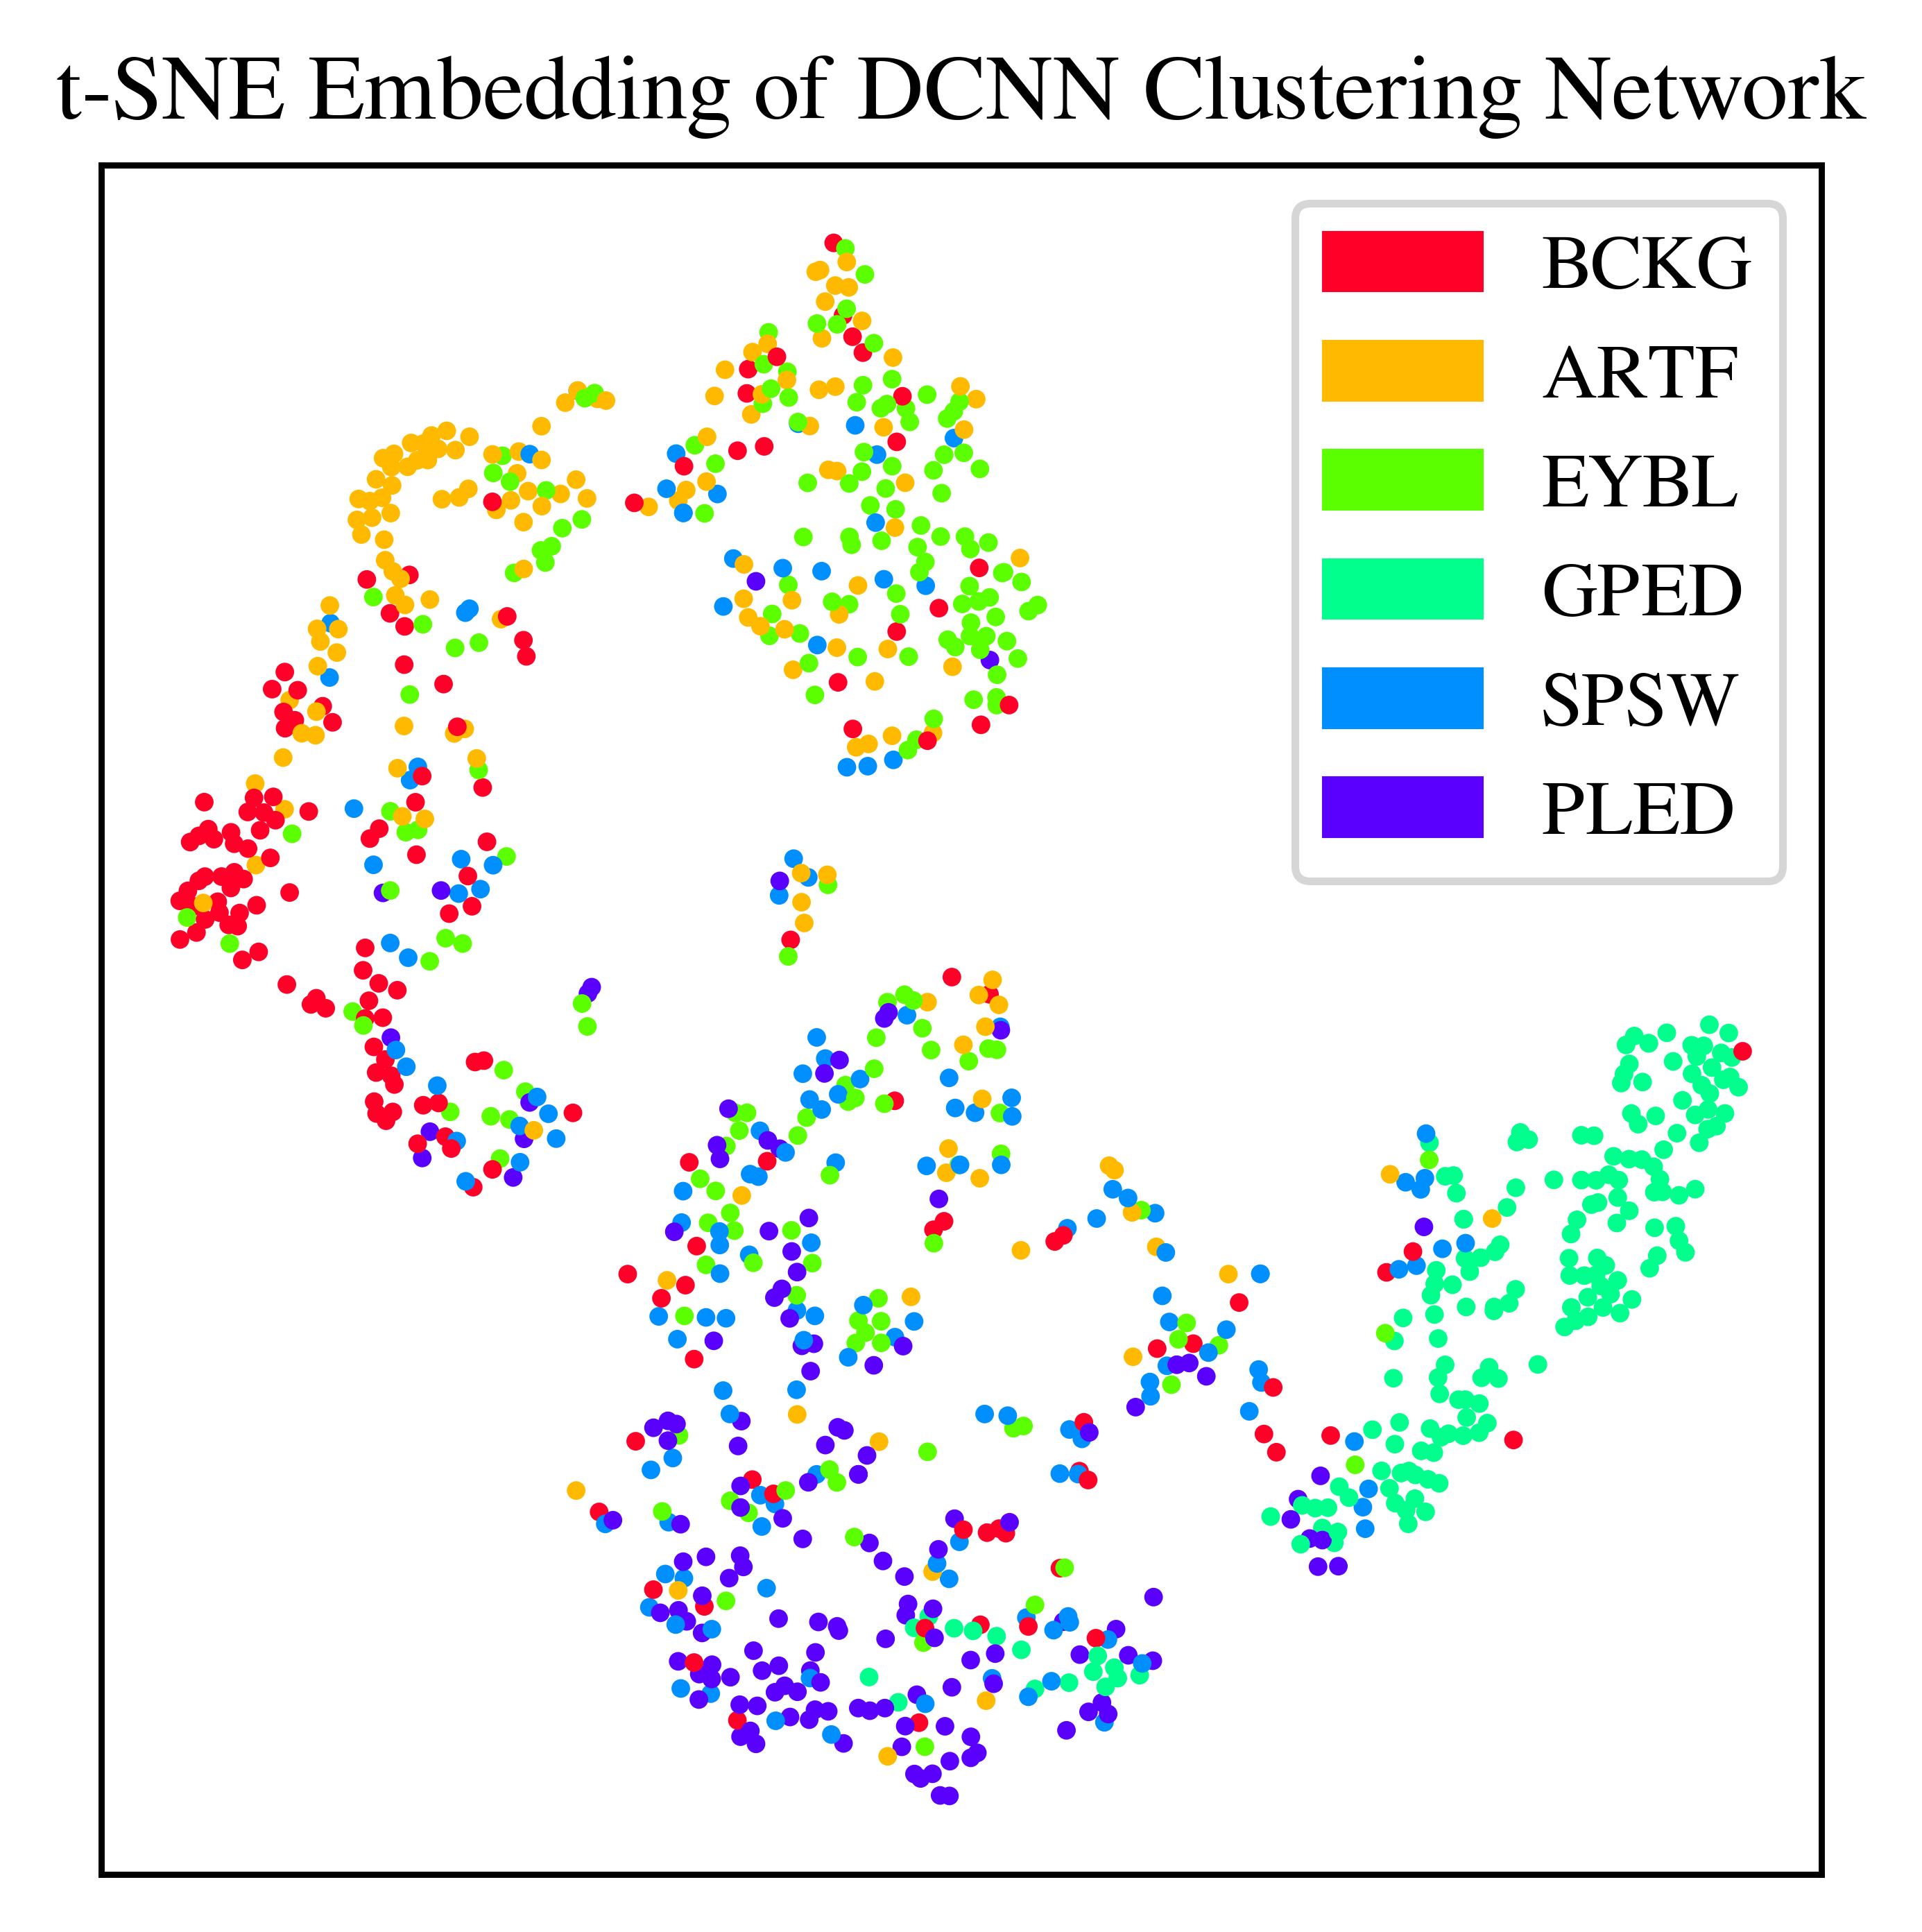 t-SNE Embedding of DCNN Clustering Network
BCKG
ARTF
EYBL
GPED
SPSW
PLED